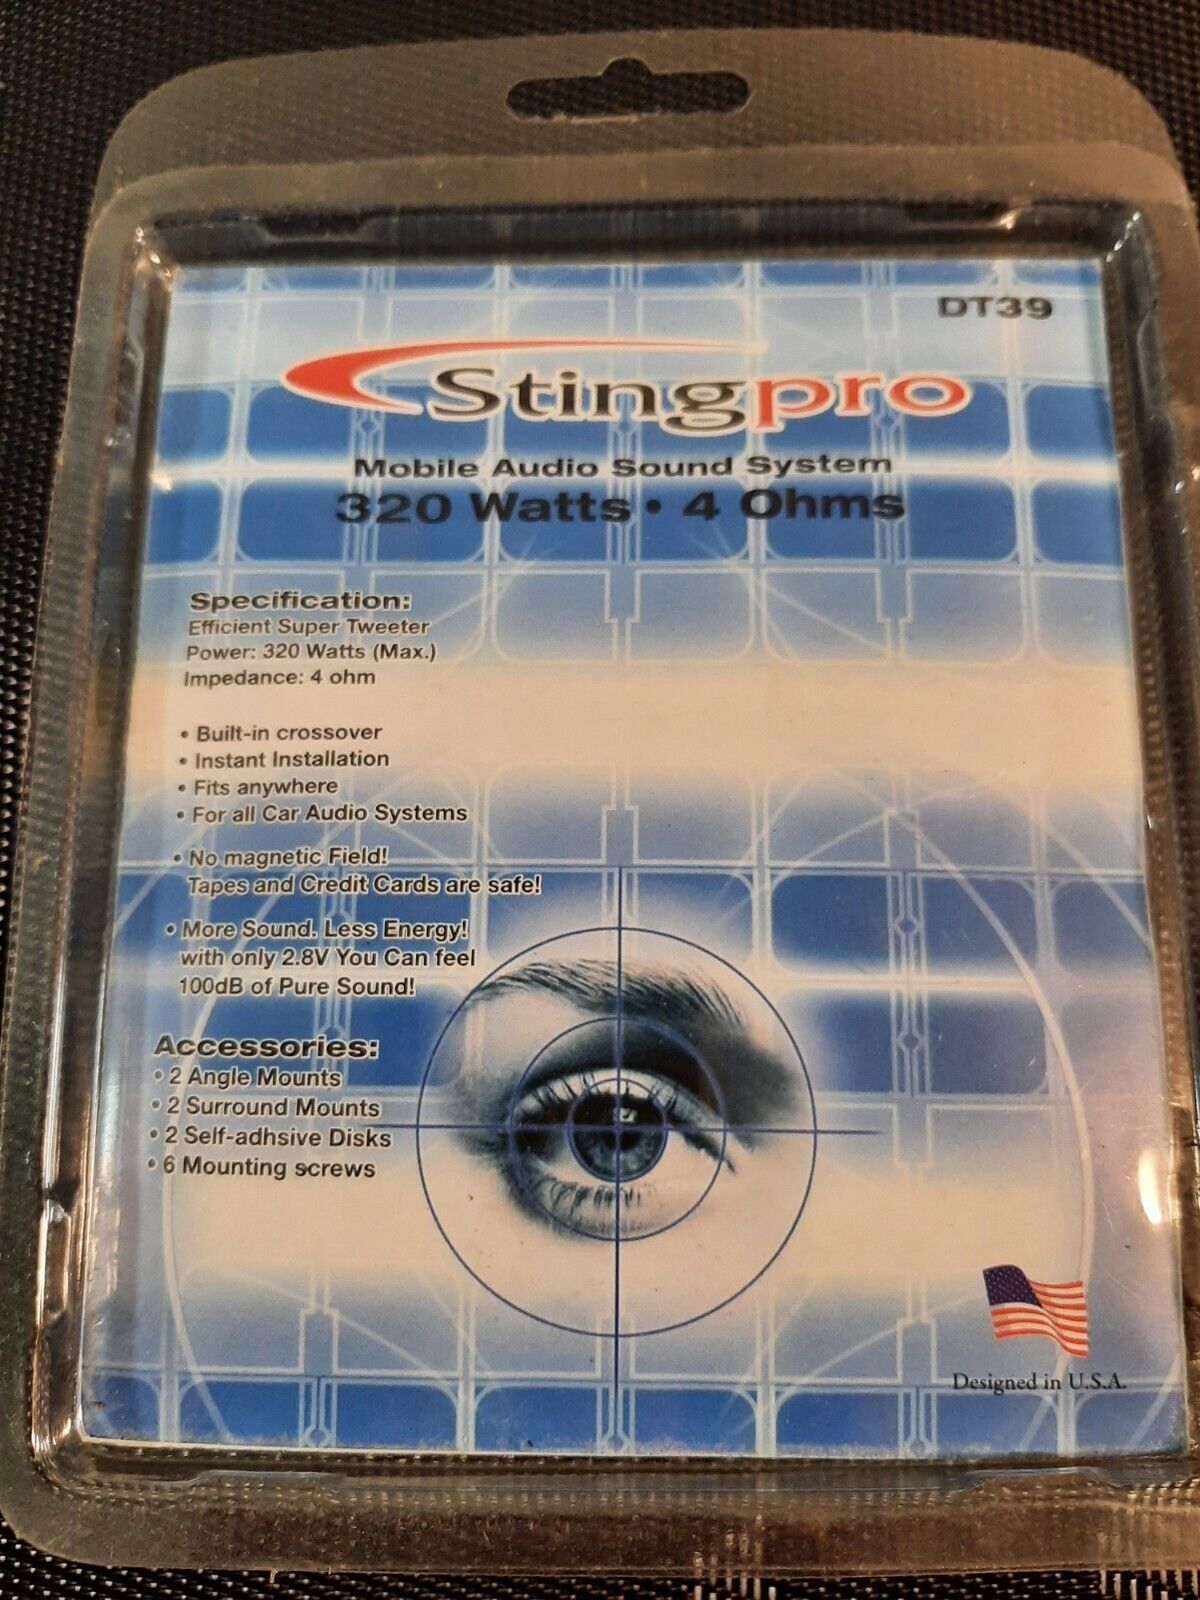 DT39
Stingpro
Mobile Audio Sound System
320 Watts • 4 Ohms
Specification:
Efficient Super Tweeter
Power: 320 Watts (Max.)
Impedance: 4 ohm
• Built-in crossover
• Instant Installation
• Fits anywhere
• For all Car Audio Systems
• No magnetic Field!
Tapes and Credit Cards are safe!
• More Sound. Less Energy!
with only 2.8V You Can feel
100dB of Pure Sound!
Accessories:
• 2 Angle Mounts
• 2 Surround Mounts
• 2 Self-adhsive Disks
• 6 Mounting screws
Designed in U.S.A.